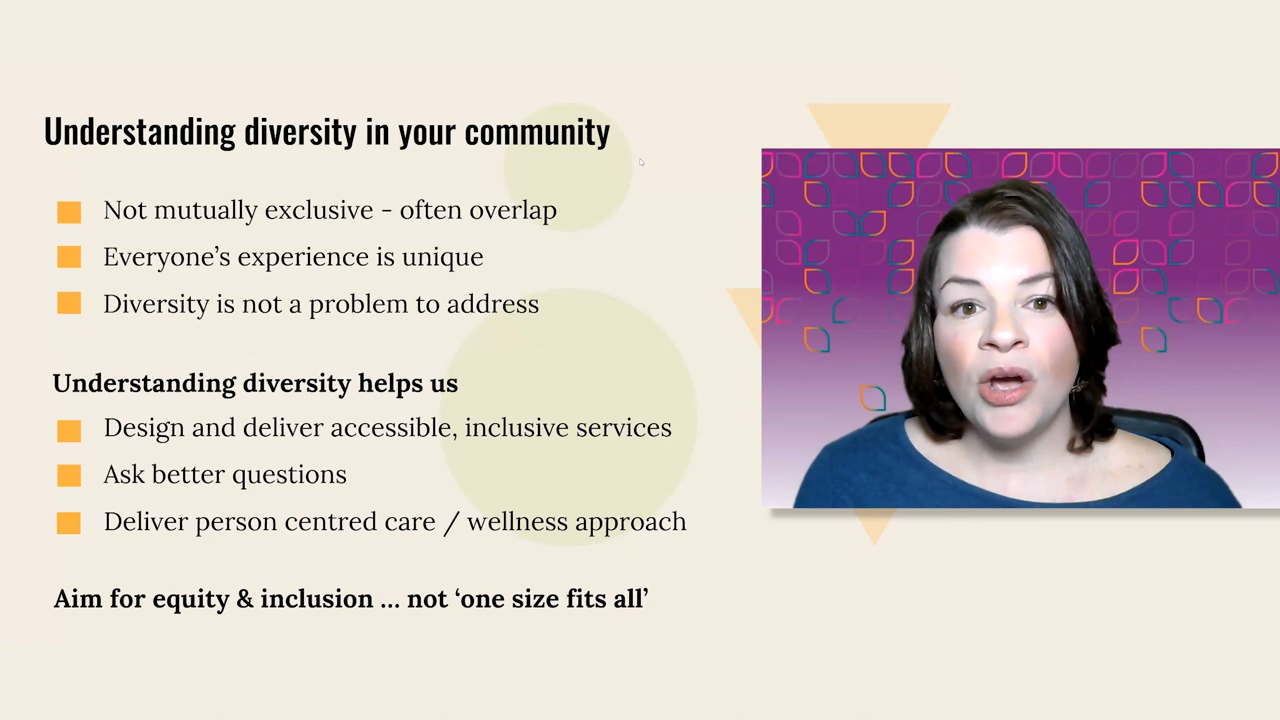 Understanding diversity in your community
Not mutually exclusive - often overlap
Everyone’s experience is unique
Diversity is not a problem to address
Understanding diversity helps us
Design and deliver accessible, inclusive services
Ask better questions
Deliver person centred care / wellness approach
Aim for equity & inclusion ... not ‘one size fits all’